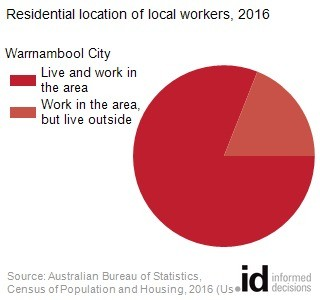 Residential location of local workers, 2016
Warrnambool City
Live and work in
the area
Work in the area,
but live outside
Source: Australian Bureau of Statistics,
Census of Population and Housing, 2016 (Us
.id informed
decisions